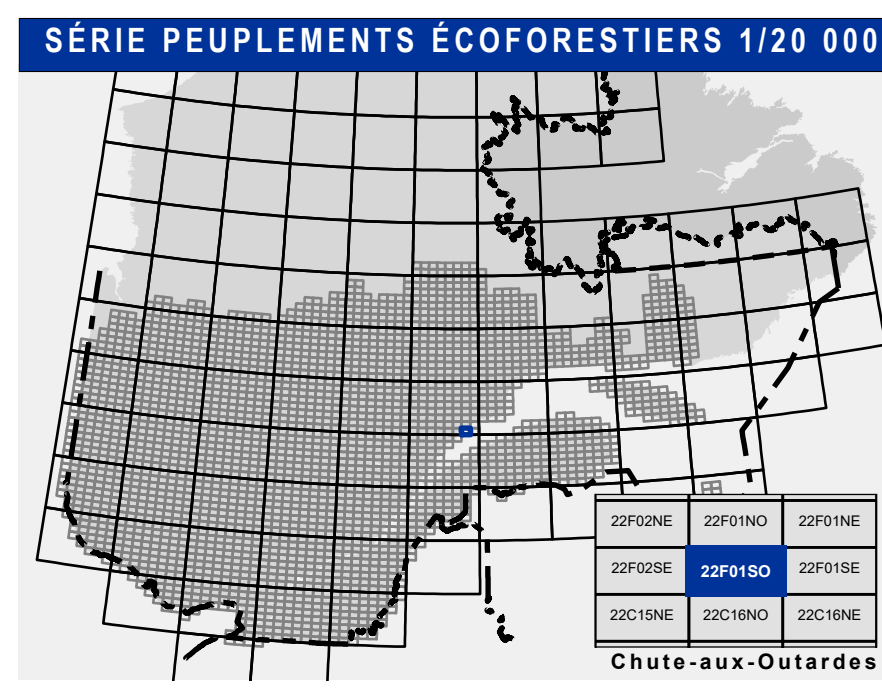 SÉRIE PEUPLEMENTS ÉCOFORESTIERS 1/20 000
22F02NE 22F01NO 22F01NE
22F02SE 22F01SO 22F01SE
22C15NE 22C16NO 22C16NE
Chute-aux-Outardes